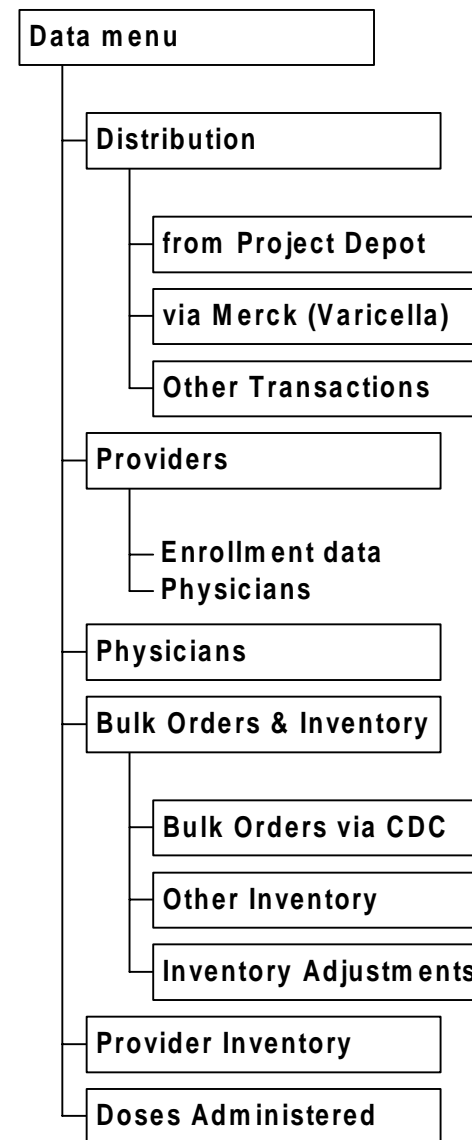 Data menu
Distribution
from Project Depot
via Merck (Varicella)
Other Transactions
Providers
Enrollment data
Physicians
Physicians
Bulk Orders & Inventory
Bulk Orders via CDC
Other Inventory
Inventory Adjustments
Provider Inventory
Doses Administered